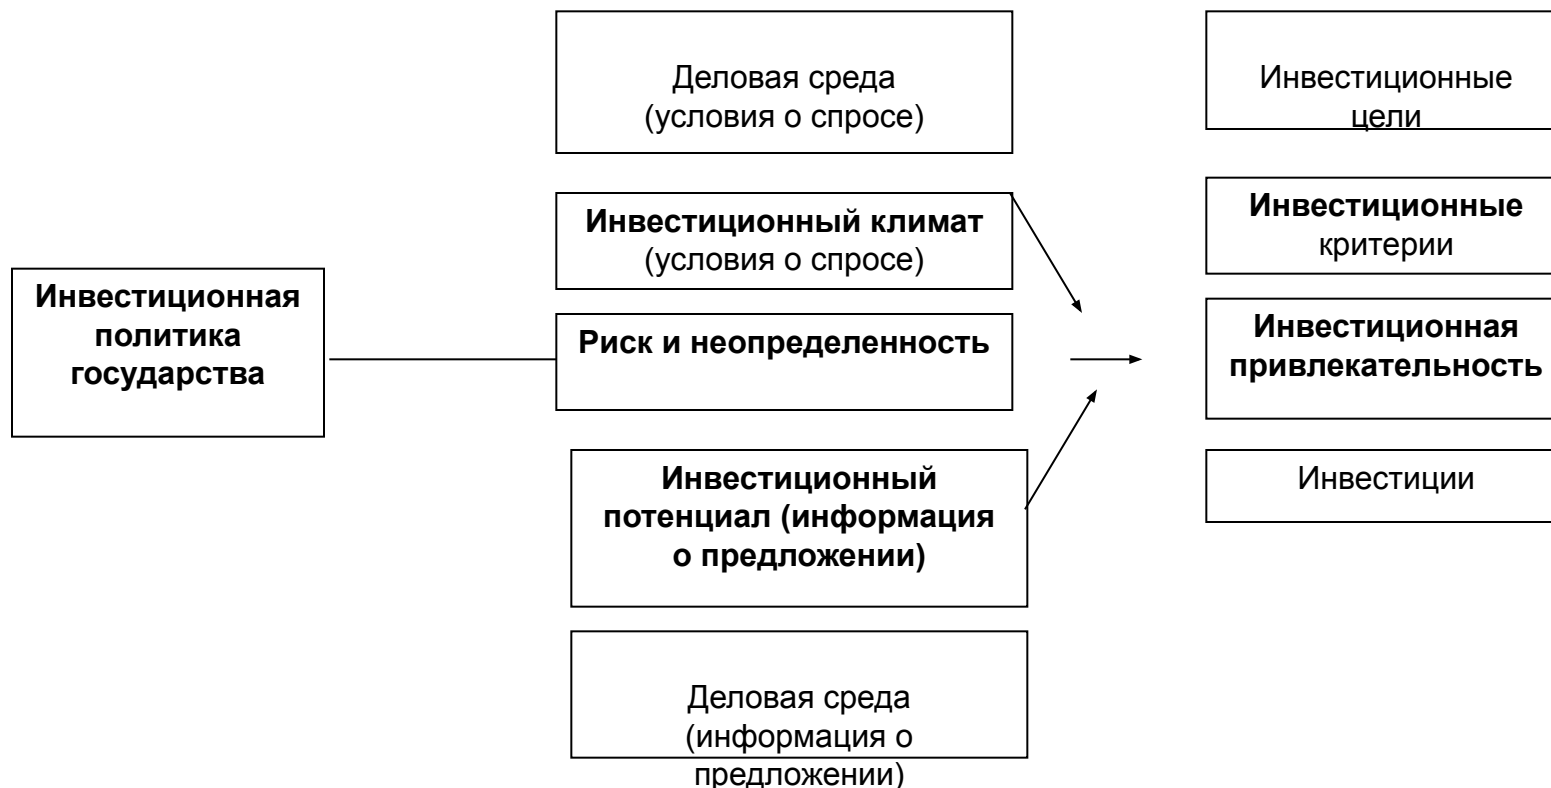 Деловая среда
(условия о спросе)
Инвестиционные
цели
Инвестиционный климат
(условия о спросе)
Инвестиционные
критерии
Инвестиционная
политика
государства
Риск и неопределенность
Инвестиционная
привлекательность
Инвестиционный
потенциал (информация
о предложении)
Инвестиции
Деловая среда
(информация о
предложении)